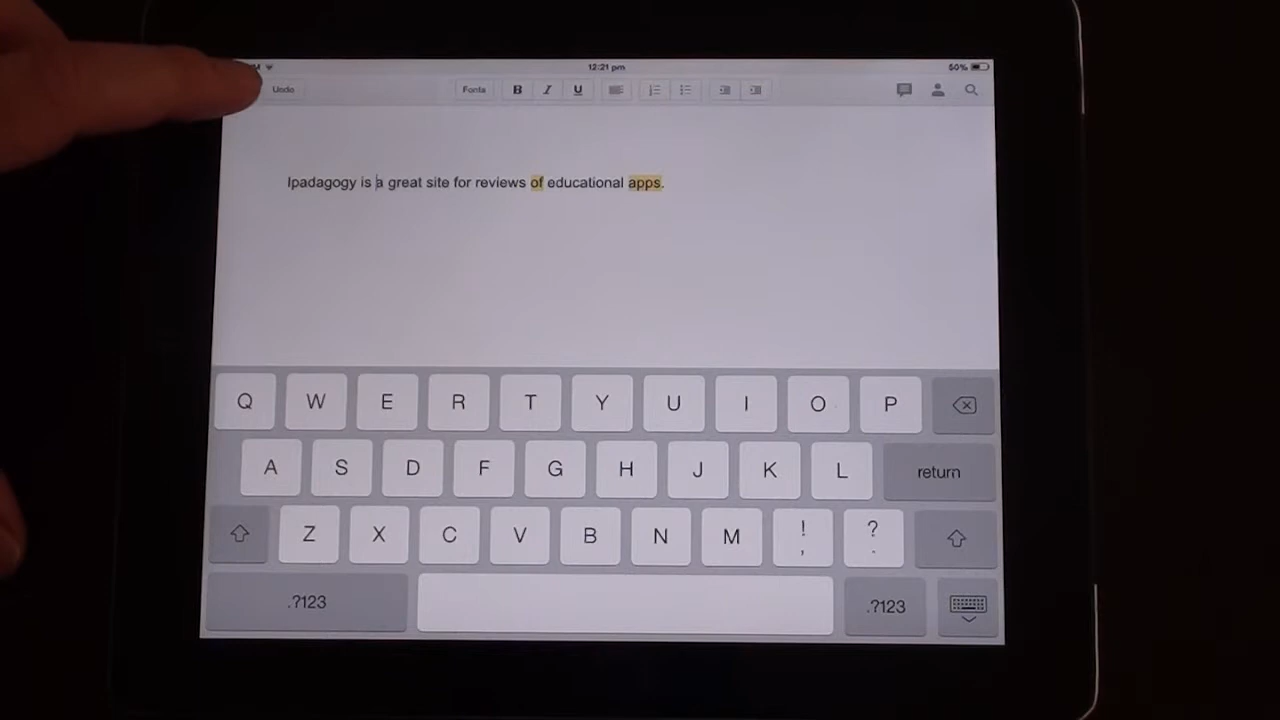 12:21 pm 50%
Undo Fonts B I U
Ipadagogy is a great site for reviews of educational apps.
Q W E R T Y U I O P
A S D F G H J K L return
Z X C V B N M ! , ? .
.?123 .?123